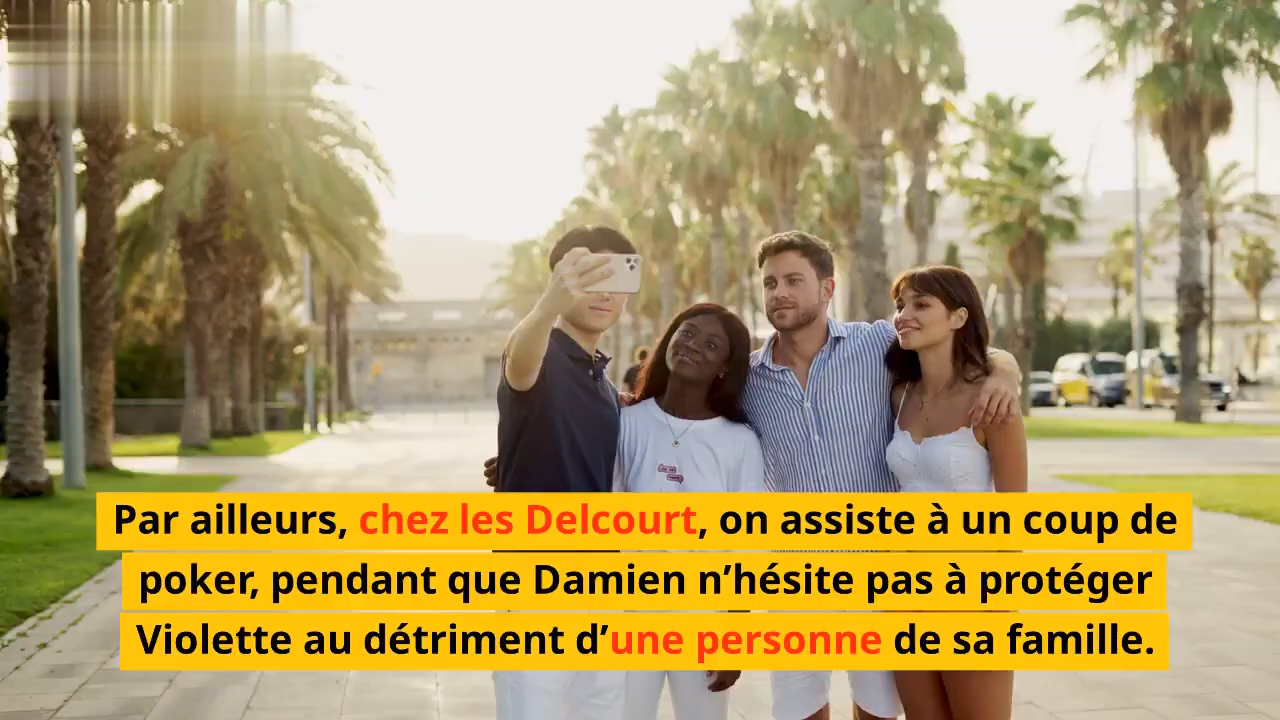 Par ailleurs, chez les Delcourt, on assiste à un coup de
poker, pendant que Damien n’hésite pas à protéger
Violette au détriment d’une personne de sa famille.